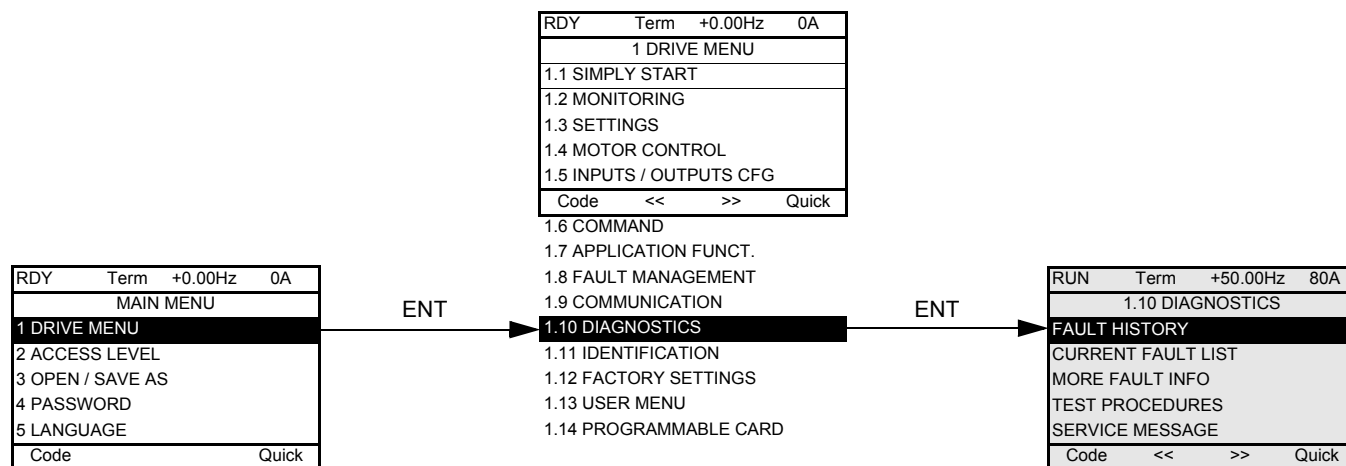 RDY Term +0.00Hz 0A
1 DRIVE MENU
1.1 SIMPLY START
1.2 MONITORING
1.3 SETTINGS
1.4 MOTOR CONTROL
1.5 INPUTS / OUTPUTS CFG
Code << >> Quick
1.6 COMMAND
1.7 APPLICATION FUNCT.
1.8 FAULT MANAGEMENT
1.9 COMMUNICATION
1.10 DIAGNOSTICS
1.11 IDENTIFICATION
1.12 FACTORY SETTINGS
1.13 USER MENU
1.14 PROGRAMMABLE CARD
RDY Term +0.00Hz 0A
MAIN MENU
1 DRIVE MENU
2 ACCESS LEVEL
3 OPEN / SAVE AS
4 PASSWORD
5 LANGUAGE
Code Quick
ENT
ENT
RUN Term +50.00Hz 80A
1.10 DIAGNOSTICS
FAULT HISTORY
CURRENT FAULT LIST
MORE FAULT INFO
TEST PROCEDURES
SERVICE MESSAGE
Code << >> Quick